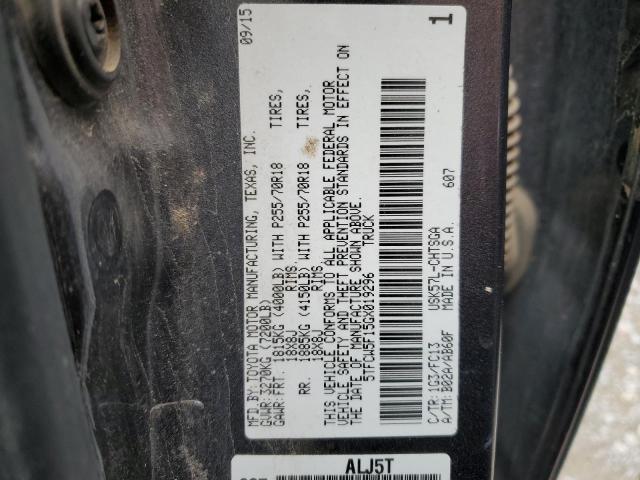 MFD.BY:TOYOTA MOTOR MANUFACTURING, TEXAS, INC. 09/15
GVWR:3270KG (7200LB)
GAWR:FRT. 1815KG (4000LB) WITH P255/70R18 TIRES,
18X8J RIMS,
RR. 1885KG (4150LB) WITH P255/70R18 TIRES,
18X8J RIMS,
THIS VEHICLE CONFORMS TO ALL APPLICABLE FEDERAL MOTOR
VEHICLE SAFETY AND THEFT PREVENTION STANDARDS IN EFFECT ON
THE DATE OF MANUFACTURE SHOWN ABOVE.
5TFCW5F15GX019296 TRUCK
C/TR:1G3/FC13 USK57L-CHTSGA
A/TM:B02A/AB60F MADE IN U.S.A. 607
1
ALJ5T